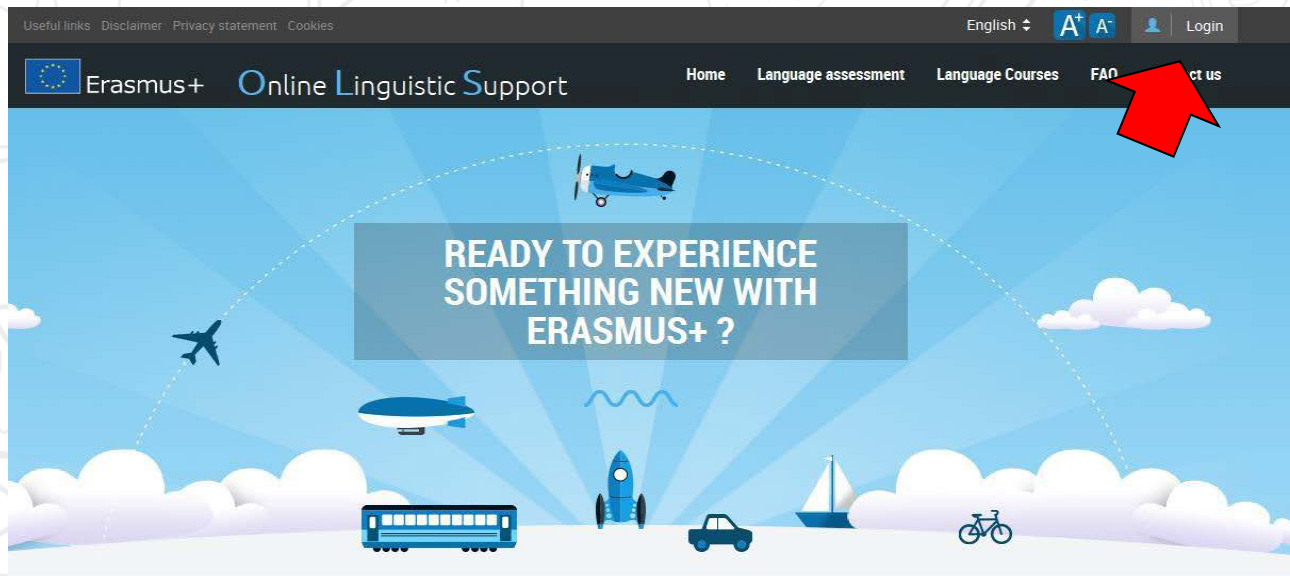 Useful links Disclaimer Privacy statement Cookies English A+ A- Login
Erasmus+ Online Linguistic Support Home Language assessment Language Courses FAQ us
READY TO EXPERIENCE
SOMETHING NEW WITH
ERASMUS+ ?